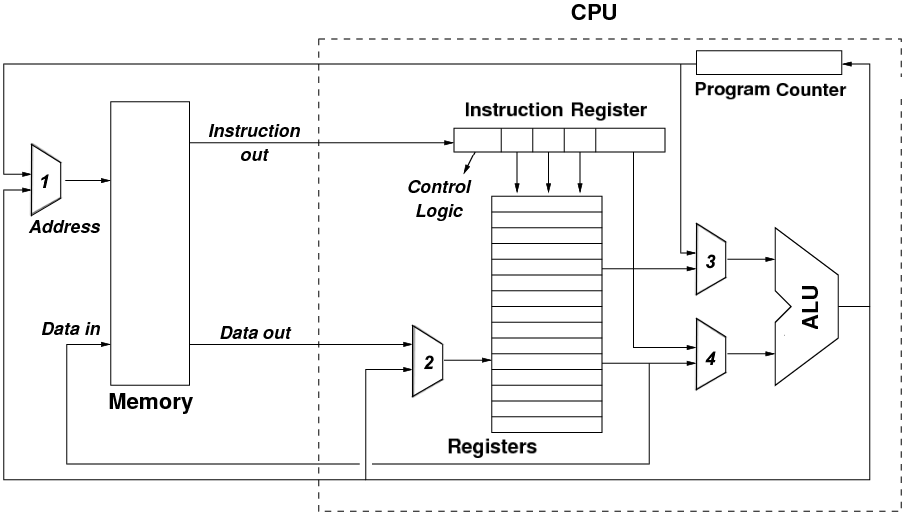 CPU
Program Counter
Instruction Register
Instruction
out
1
Control
Logic
Address
3
ALU
Data in
Data out
2
4
Memory
Registers